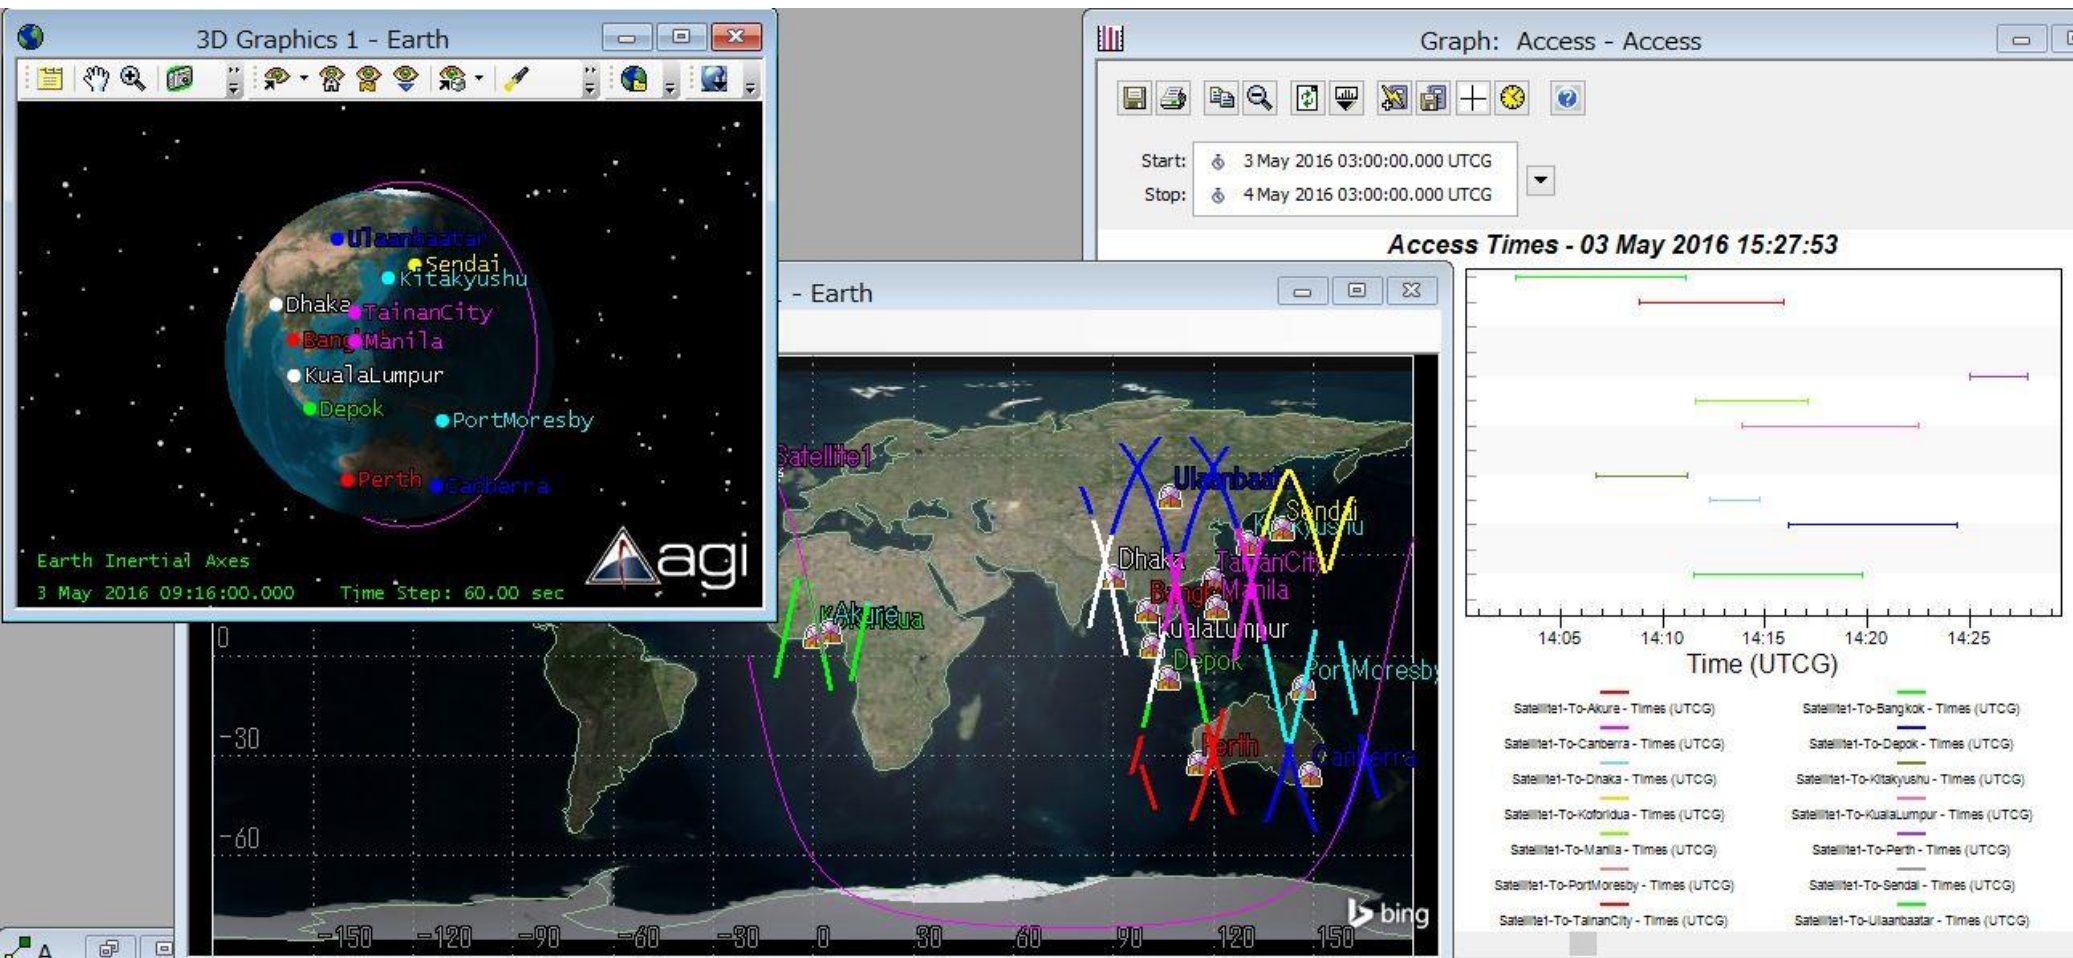 3D Graphics 1 - Earth
Ulaanbaatar
Sendai
Kitakyushu
Dhaka
TainanCity
Manila
KualaLumpur
Depok
PortMoresby
Perth
Canberra
Earth Inertial Axes
3 May 2016 09:16:00.000 Time Step: 60.00 sec
agi
- Earth
Satellite1
Ulaanbaatar
Sendai
Kitakyushu
Dhaka
TainanCity
Manila
Akure
KualaLumpur
Depok
PortMoresby
Perth
Canberra
0
-30
-60
-150 -120 -90 -60 -30 0 30 60 90 120 150
bing
A
Graph: Access - Access
Start: 3 May 2016 03:00:00.000 UTCG
Stop: 4 May 2016 03:00:00.000 UTCG
Access Times - 03 May 2016 15:27:53
14:05 14:10 14:15 14:20 14:25
Time (UTCG)
Satellite1-To-Akure - Times (UTCG) Satellite1-To-Bangkok - Times (UTCG)
Satellite1-To-Canberra - Times (UTCG) Satellite1-To-Depok - Times (UTCG)
Satellite1-To-Dhaka - Times (UTCG) Satellite1-To-Kitakyushu - Times (UTCG)
Satellite1-To-Koforidua - Times (UTCG) Satellite1-To-KualaLumpur - Times (UTCG)
Satellite1-To-Manila - Times (UTCG) Satellite1-To-Perth - Times (UTCG)
Satellite1-To-PortMoresby - Times (UTCG) Satellite1-To-Sendai - Times (UTCG)
Satellite1-To-TainanCity - Times (UTCG) Satellite1-To-Ulaanbaatar - Times (UTCG)